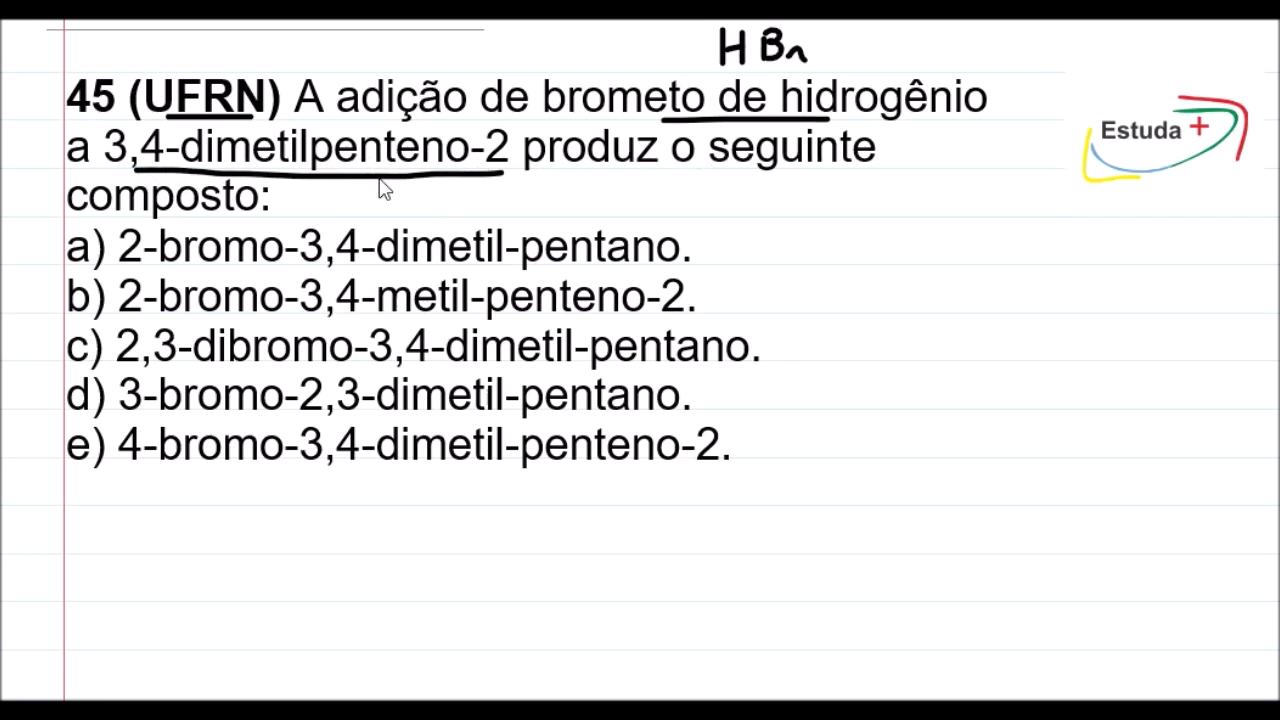 H Br
45 (UFRN) A adição de brometo de hidrogênio
a 3,4-dimetilpenteno-2 produz o seguinte
composto:
a) 2-bromo-3,4-dimetil-pentano.
b) 2-bromo-3,4-metil-penteno-2.
c) 2,3-dibromo-3,4-dimetil-pentano.
d) 3-bromo-2,3-dimetil-pentano.
e) 4-bromo-3,4-dimetil-penteno-2.
Estuda+